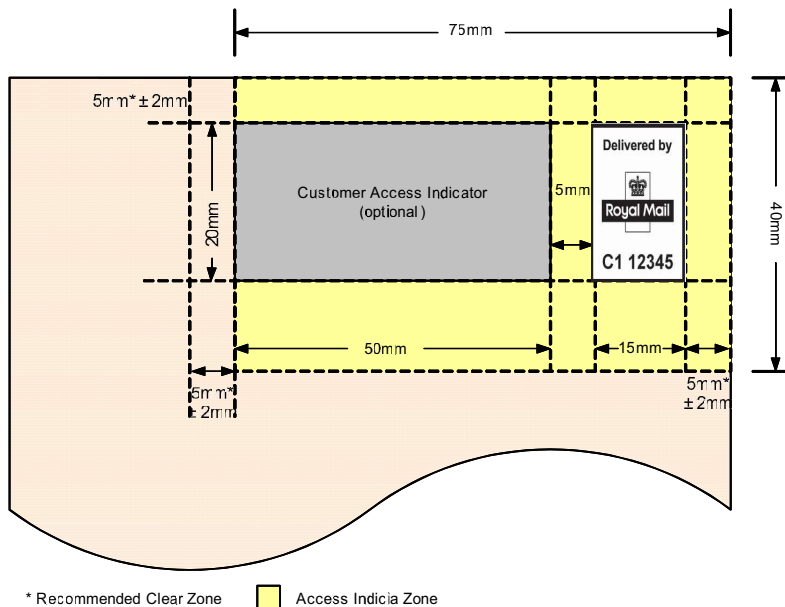 75mm
5mm* ± 2mm
Delivered by
Customer Access Indicator
(optional)
5mm
20mm
Royal Mail
40mm
C1 12345
50mm
15mm
5mm*
± 2mm
5mm*
± 2mm
* Recommended Clear Zone
Access Indicia Zone